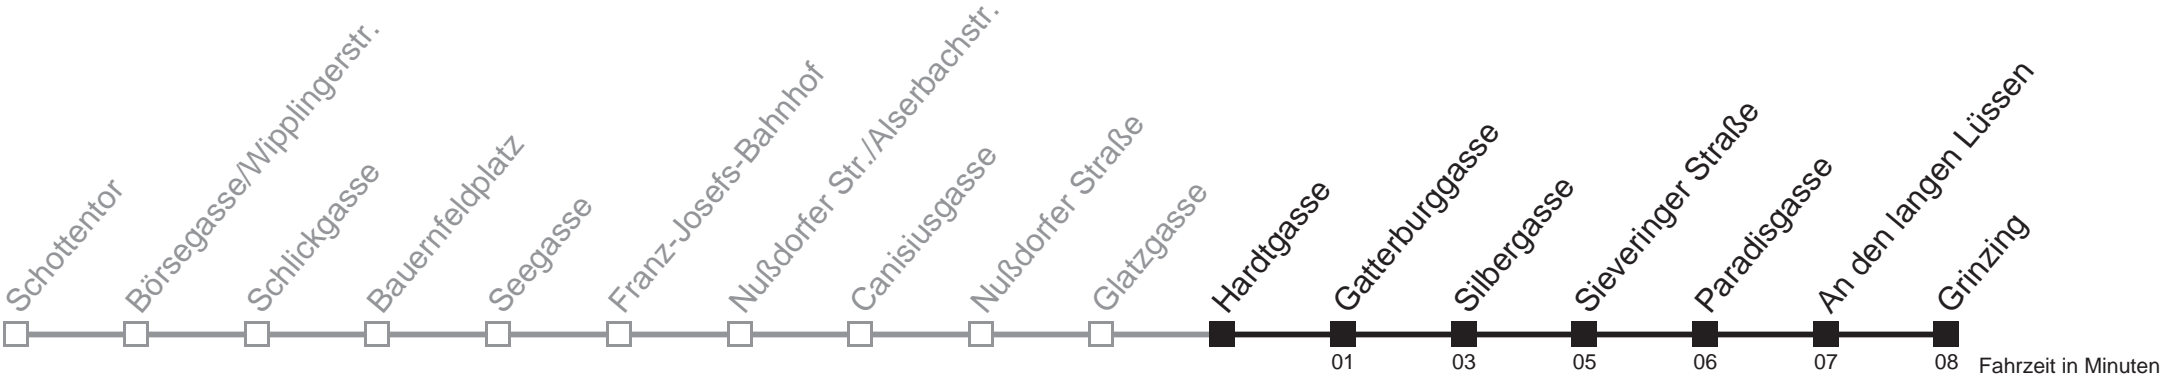 Schottentor
Börsegasse/Wipplingerstr.
Schlickgasse
Bauernfeldplatz
Seegasse
Franz-Josefs-Bahnhof
Nußdorfer Str./Alserbachstr.
Canisiusgasse
Nußdorfer Straße
Glatzgasse
Hardtgasse
Gatterburggasse
Silbergasse
Sieveringer Straße
Paradisgasse
An den langen Lüssen
Grinzing
01 03 05 06 07 08 Fahrzeit in Minuten